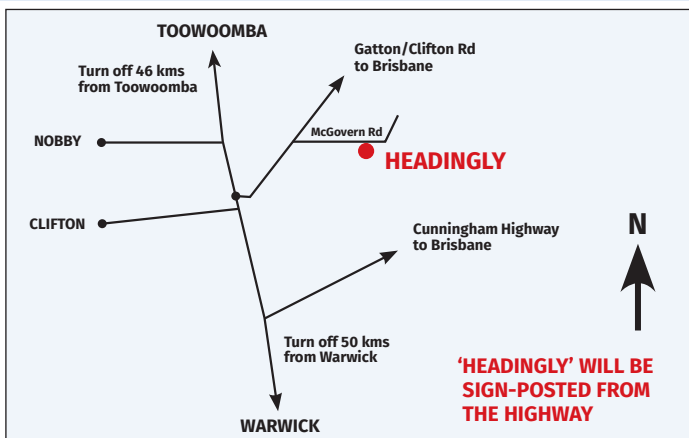 TOOWOOMBA
Turn off 46 kms
from Toowoomba
Gatton/Clifton Rd
to Brisbane
NOBBY
McGovern Rd
HEADINGLY
CLIFTON
Cunningham Highway
to Brisbane
N
Turn off 50 kms
from Warwick
‘HEADINGLY’ WILL BE
SIGN-POSTED FROM
THE HIGHWAY
WARWICK